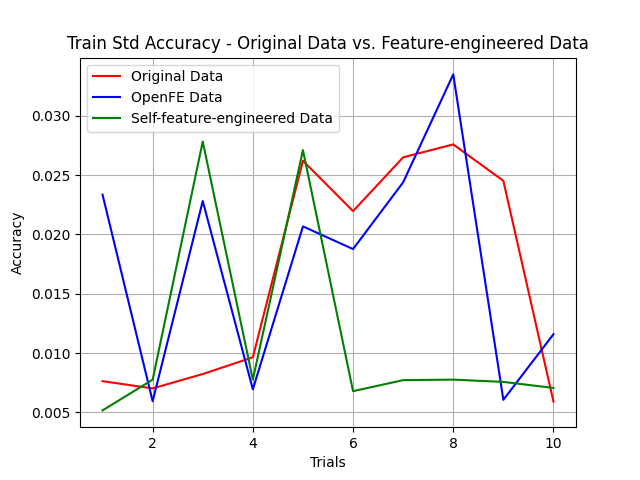 Train Std Accuracy - Original Data vs. Feature-engineered Data
Original Data
OpenFE Data
Self-feature-engineered Data
Accuracy
0.030
0.025
0.020
0.015
0.010
0.005
2 4 6 8 10
Trials